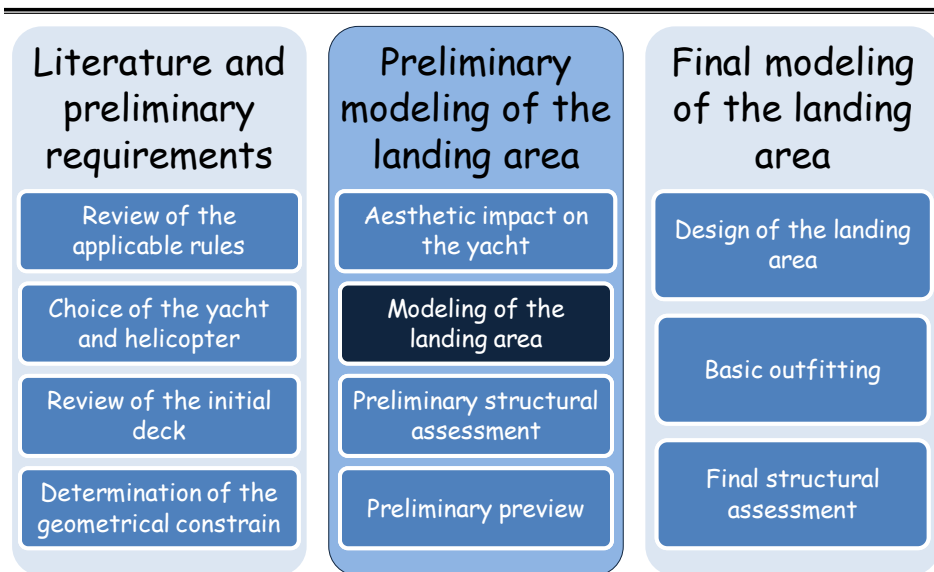 Literature and
preliminary
requirements
Review of the
applicable rules
Choice of the yacht
and helicopter
Review of the initial
deck
Determination of the
geometrical constrain
Preliminary
modeling of the
landing area
Aesthetic impact on
the yacht
Modeling of the
landing area
Preliminary structural
assessment
Preliminary preview
Final modeling
of the landing
area
Design of the landing
area
Basic outfitting
Final structural
assessment